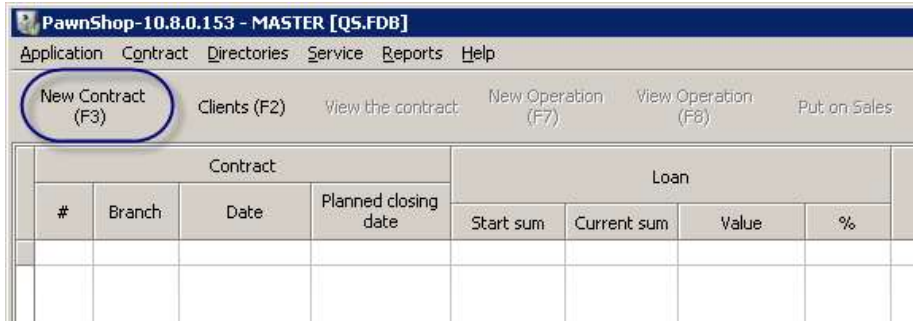 PawnShop-10.8.0.153 - MASTER [QS.FDB]
Application Contract Directories Service Reports Help
New Contract
(F3)
Clients (F2)
View the contract
New Operation
(F7)
View Operation
(F8)
Put on Sales
Contract
Loan
#
Branch
Date
Planned closing
date
Start sum
Current sum
Value
%